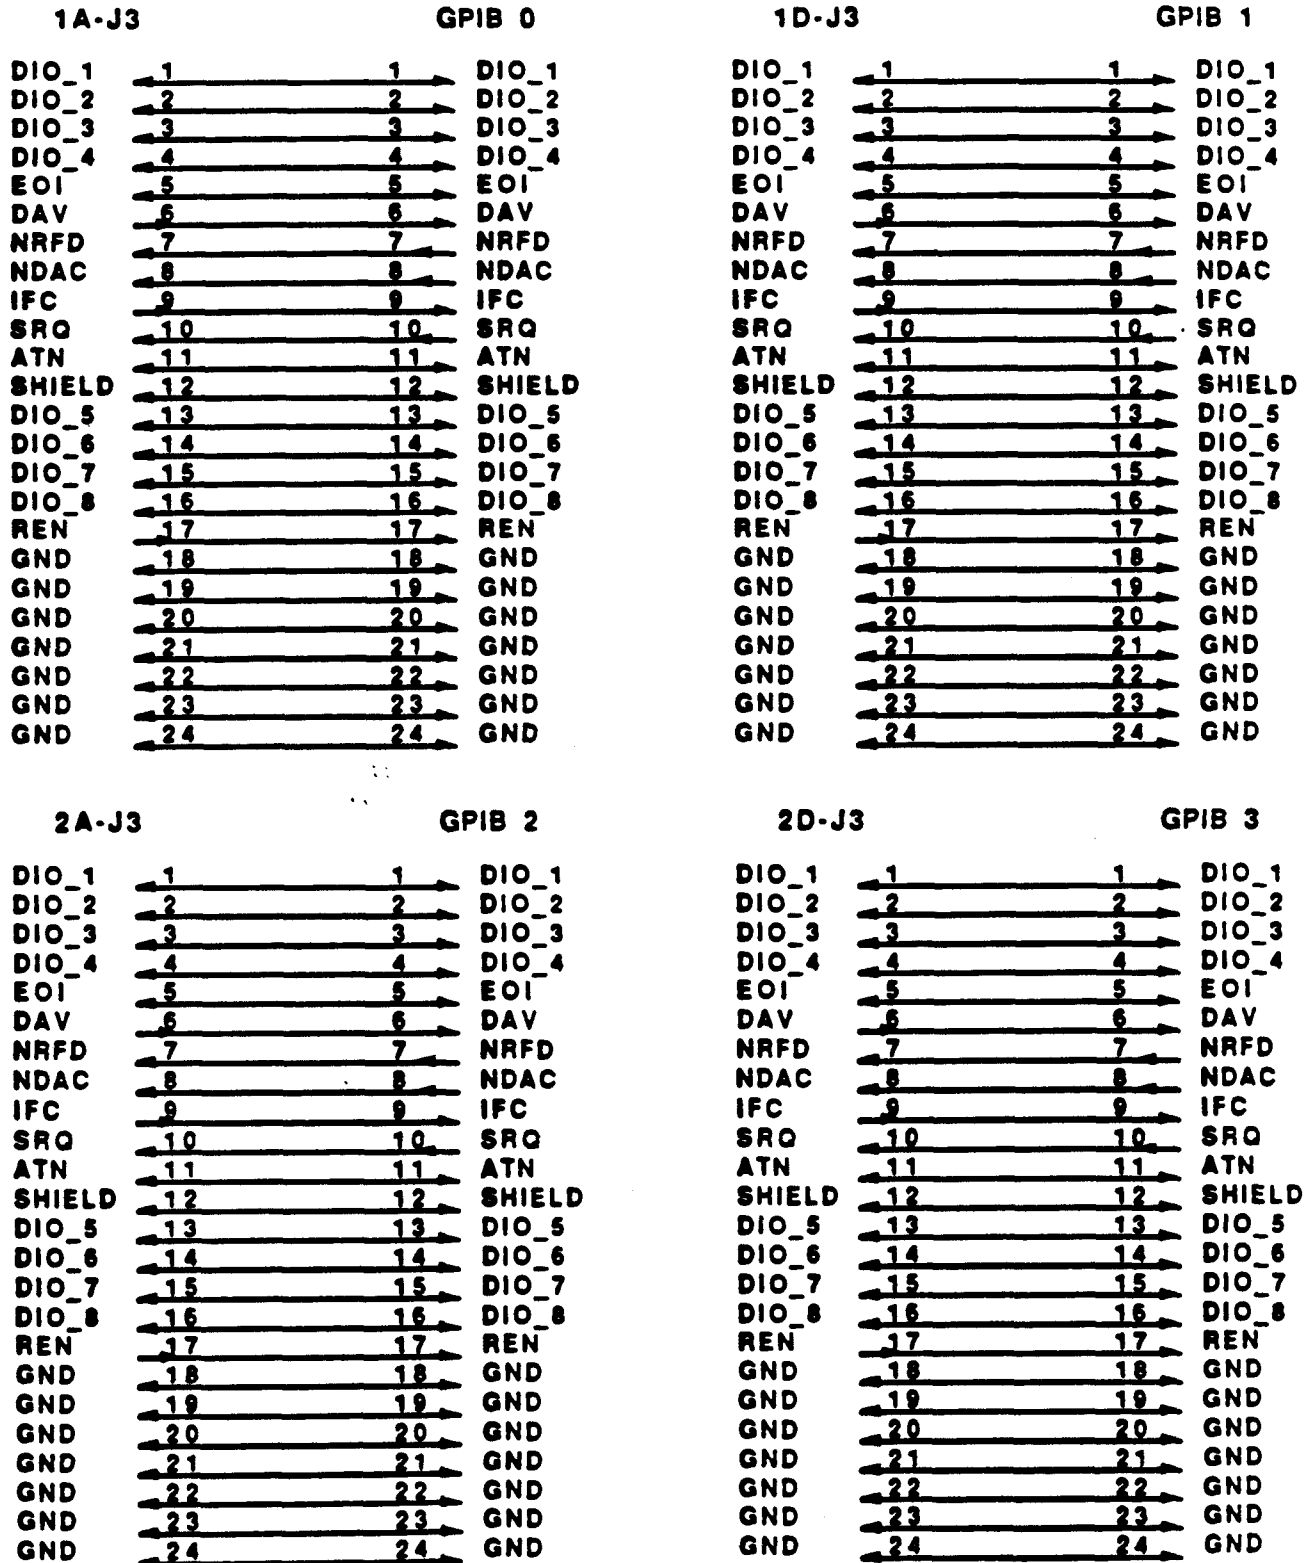 1A-J3 GPIB 0
DIO_1 1 1 DIO_1
DIO_2 2 2 DIO_2
DIO_3 3 3 DIO_3
DIO_4 4 4 DIO_4
EOI 5 5 EOI
DAV 6 6 DAV
NRFD 7 7 NRFD
NDAC 8 8 NDAC
IFC 9 9 IFC
SRQ 10 10 SRQ
ATN 11 11 ATN
SHIELD 12 12 SHIELD
DIO_5 13 13 DIO_5
DIO_6 14 14 DIO_6
DIO_7 15 15 DIO_7
DIO_8 16 16 DIO_8
REN 17 17 REN
GND 18 18 GND
GND 19 19 GND
GND 20 20 GND
GND 21 21 GND
GND 22 22 GND
GND 23 23 GND
GND 24 24 GND
1D-J3 GPIB 1
DIO_1 1 1 DIO_1
DIO_2 2 2 DIO_2
DIO_3 3 3 DIO_3
DIO_4 4 4 DIO_4
EOI 5 5 EOI
DAV 6 6 DAV
NRFD 7 7 NRFD
NDAC 8 8 NDAC
IFC 9 9 IFC
SRQ 10 10 SRQ
ATN 11 11 ATN
SHIELD 12 12 SHIELD
DIO_5 13 13 DIO_5
DIO_6 14 14 DIO_6
DIO_7 15 15 DIO_7
DIO_8 16 16 DIO_8
REN 17 17 REN
GND 18 18 GND
GND 19 19 GND
GND 20 20 GND
GND 21 21 GND
GND 22 22 GND
GND 23 23 GND
GND 24 24 GND
2A-J3 GPIB 2
DIO_1 1 1 DIO_1
DIO_2 2 2 DIO_2
DIO_3 3 3 DIO_3
DIO_4 4 4 DIO_4
EOI 5 5 EOI
DAV 6 6 DAV
NRFD 7 7 NRFD
NDAC 8 8 NDAC
IFC 9 9 IFC
SRQ 10 10 SRQ
ATN 11 11 ATN
SHIELD 12 12 SHIELD
DIO_5 13 13 DIO_5
DIO_6 14 14 DIO_6
DIO_7 15 15 DIO_7
DIO_8 16 16 DIO_8
REN 17 17 REN
GND 18 18 GND
GND 19 19 GND
GND 20 20 GND
GND 21 21 GND
GND 22 22 GND
GND 23 23 GND
GND 24 24 GND
2D-J3 GPIB 3
DIO_1 1 1 DIO_1
DIO_2 2 2 DIO_2
DIO_3 3 3 DIO_3
DIO_4 4 4 DIO_4
EOI 5 5 EOI
DAV 6 6 DAV
NRFD 7 7 NRFD
NDAC 8 8 NDAC
IFC 9 9 IFC
SRQ 10 10 SRQ
ATN 11 11 ATN
SHIELD 12 12 SHIELD
DIO_5 13 13 DIO_5
DIO_6 14 14 DIO_6
DIO_7 15 15 DIO_7
DIO_8 16 16 DIO_8
REN 17 17 REN
GND 18 18 GND
GND 19 19 GND
GND 20 20 GND
GND 21 21 GND
GND 22 22 GND
GND 23 23 GND
GND 24 24 GND